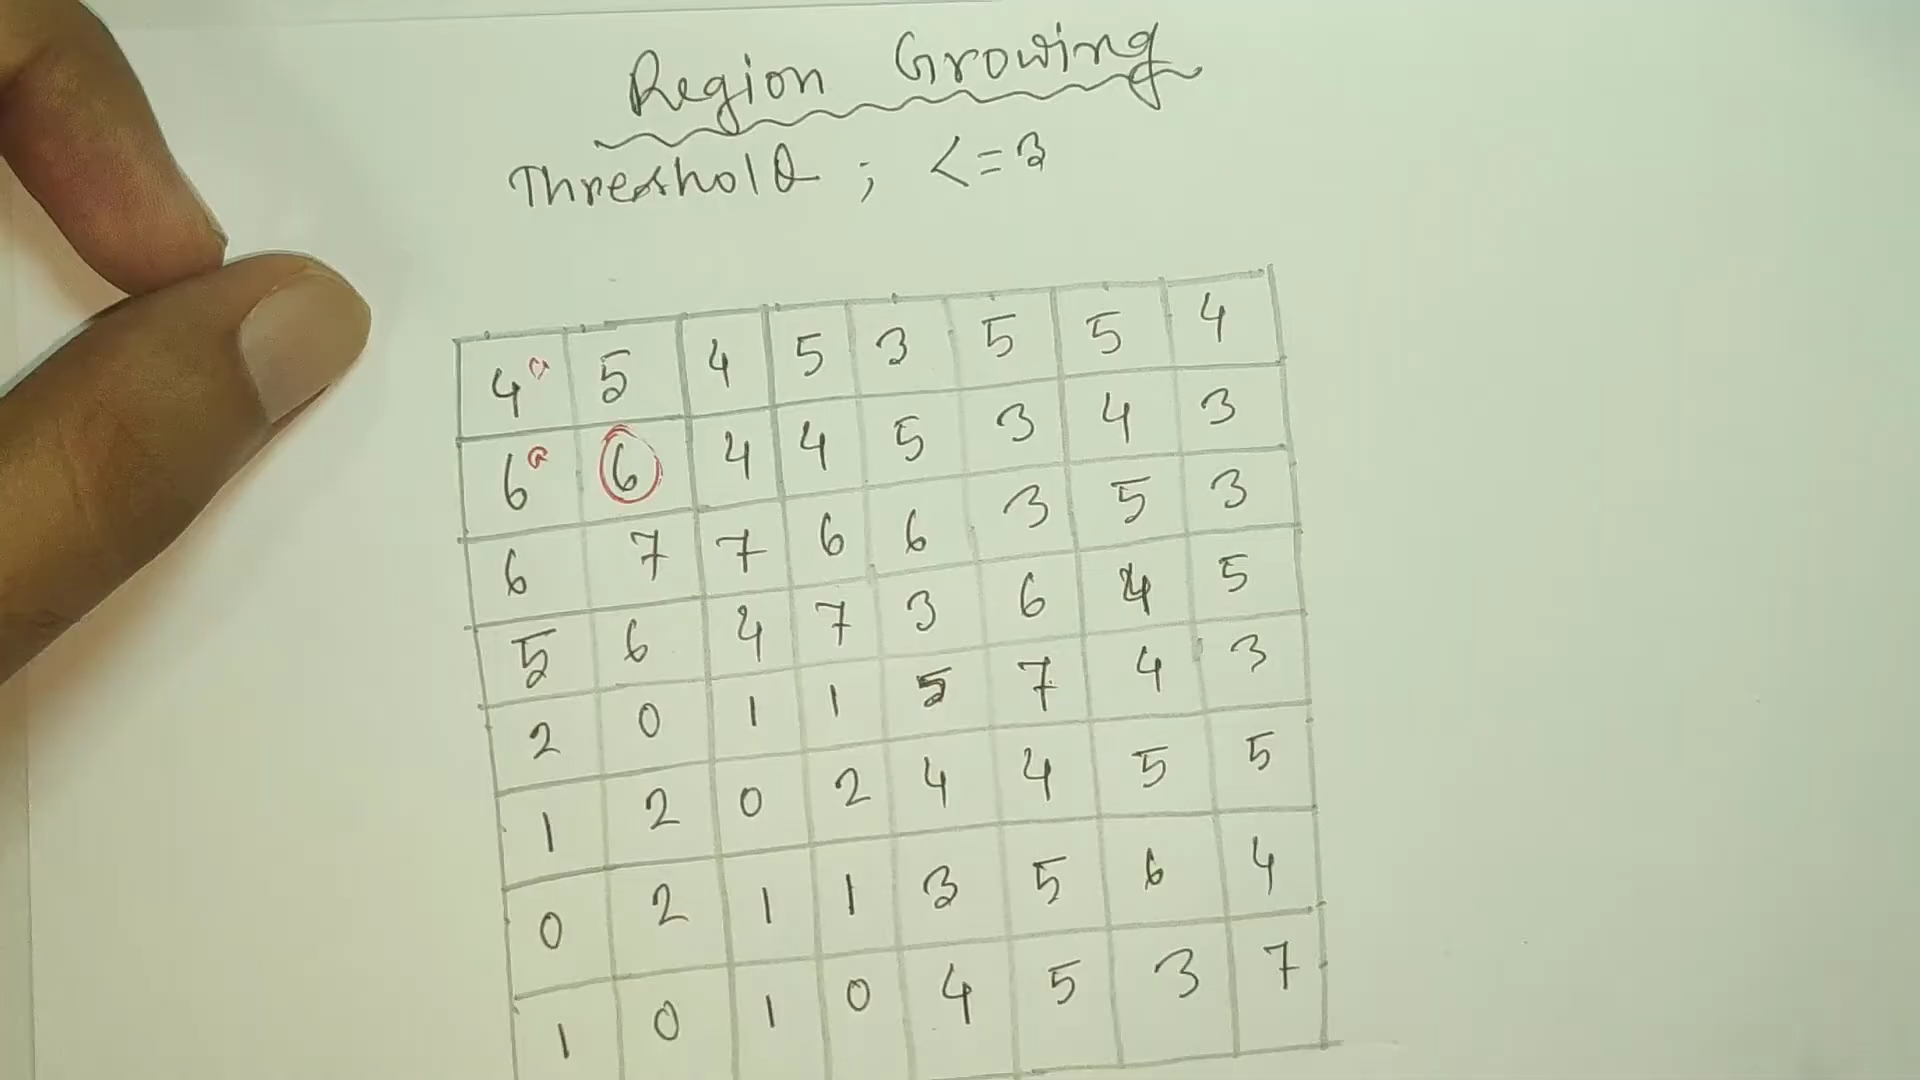 Region Growing
Threshold ; <=3
4a 5 4 5 3 5 5 4
6a 6 4 4 5 3 4 3
6 7 7 6 6 3 5 3
5 6 4 7 3 6 4 5
2 0 1 1 5 7 4 3
1 2 0 2 4 4 5 5
0 2 1 1 3 5 6 4
1 0 1 0 4 5 3 7